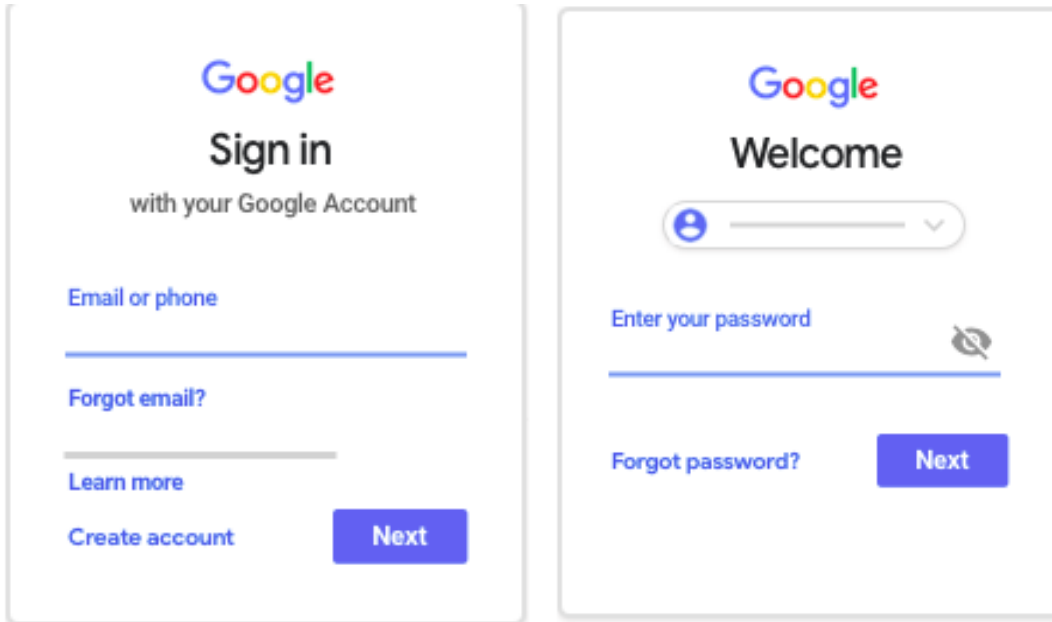 Google
Sign in
with your Google Account
Email or phone
Forgot email?
Learn more
Create account
Next
Google
Welcome
Enter your password
Forgot password?
Next